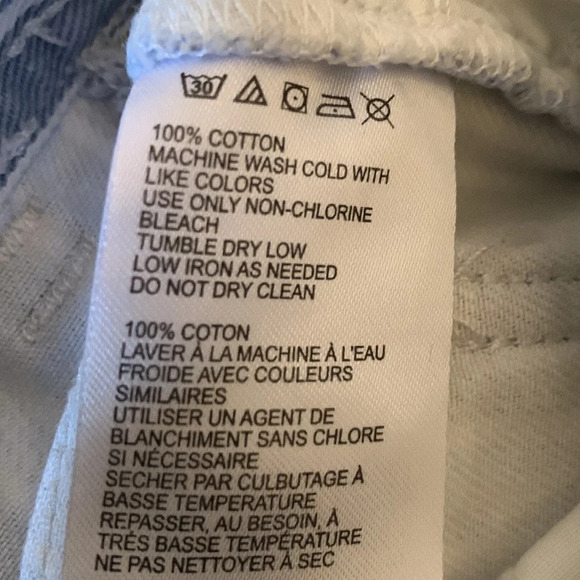 30
100% COTTON
MACHINE WASH COLD WITH
LIKE COLORS
USE ONLY NON-CHLORINE
BLEACH
TUMBLE DRY LOW
LOW IRON AS NEEDED
DO NOT DRY CLEAN
100% COTON
LAVER À LA MACHINE À L'EAU
FROIDE AVEC COULEURS
SIMILAIRES
UTILISER UN AGENT DE
BLANCHIMENT SANS CHLORE
SI NÉCESSAIRE
SECHER PAR CULBUTAGE À
BASSE TEMPERATURE
REPASSER, AU BESOIN, À
TRÉS BASSE TEMPÉRATURE
NE PAS NETTOYER À SEC